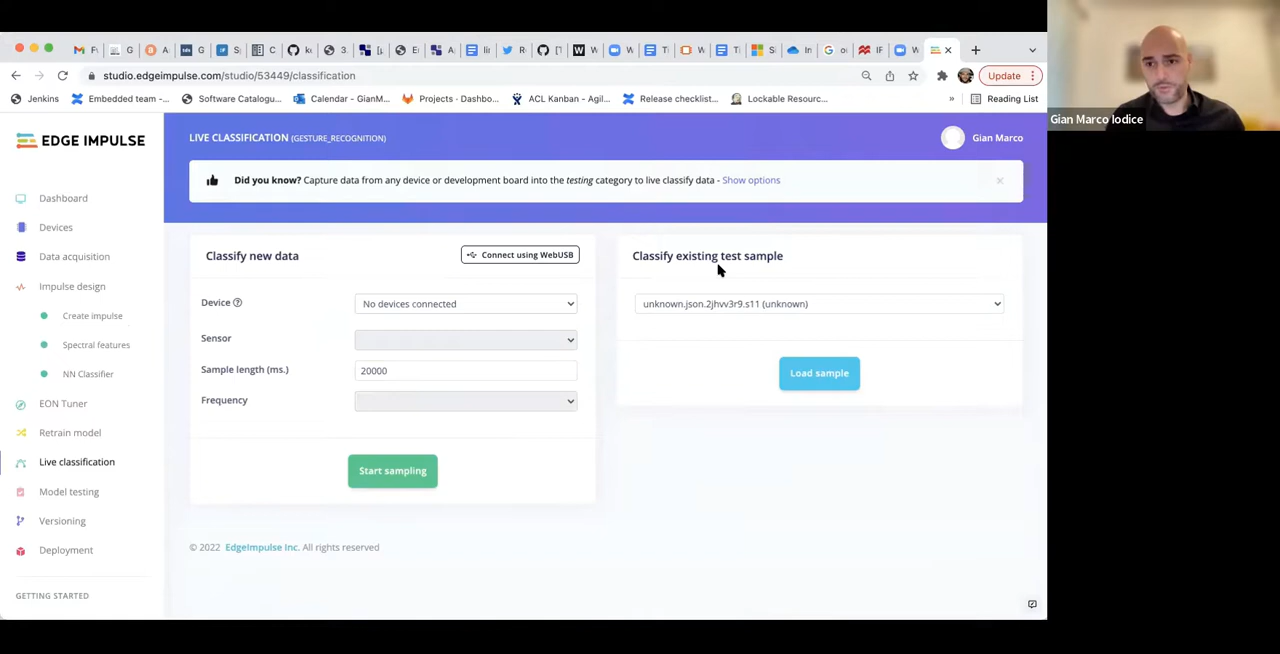 F
G
A
G
S
C
k
3.
[
E
A
li
R
[
W
W
T
T
S
In
o
IF
W
studio.edgeimpulse.com/studio/53449/classification
Update
Jenkins
Embedded team -...
Software Catalogu...
Calendar - GianM...
Projects · Dashbo...
ACL Kanban - Agil...
Release checklist...
Lockable Resourc...
»
Reading List
Gian Marco Iodice
EDGE IMPULSE
Dashboard
Devices
Data acquisition
Impulse design
Create impulse
Spectral features
NN Classifier
EON Tuner
Retrain model
Live classification
Model testing
Versioning
Deployment
GETTING STARTED
LIVE CLASSIFICATION (GESTURE_RECOGNITION)
Gian Marco
Did you know? Capture data from any device or development board into the testing category to live classify data - Show options
×
Classify new data
Connect using WebUSB
Device
No devices connected
Sensor
Sample length (ms.)
20000
Frequency
Start sampling
Classify existing test sample
unknown.json.2jhvv3r9.s11 (unknown)
Load sample
© 2022 EdgeImpulse Inc. All rights reserved